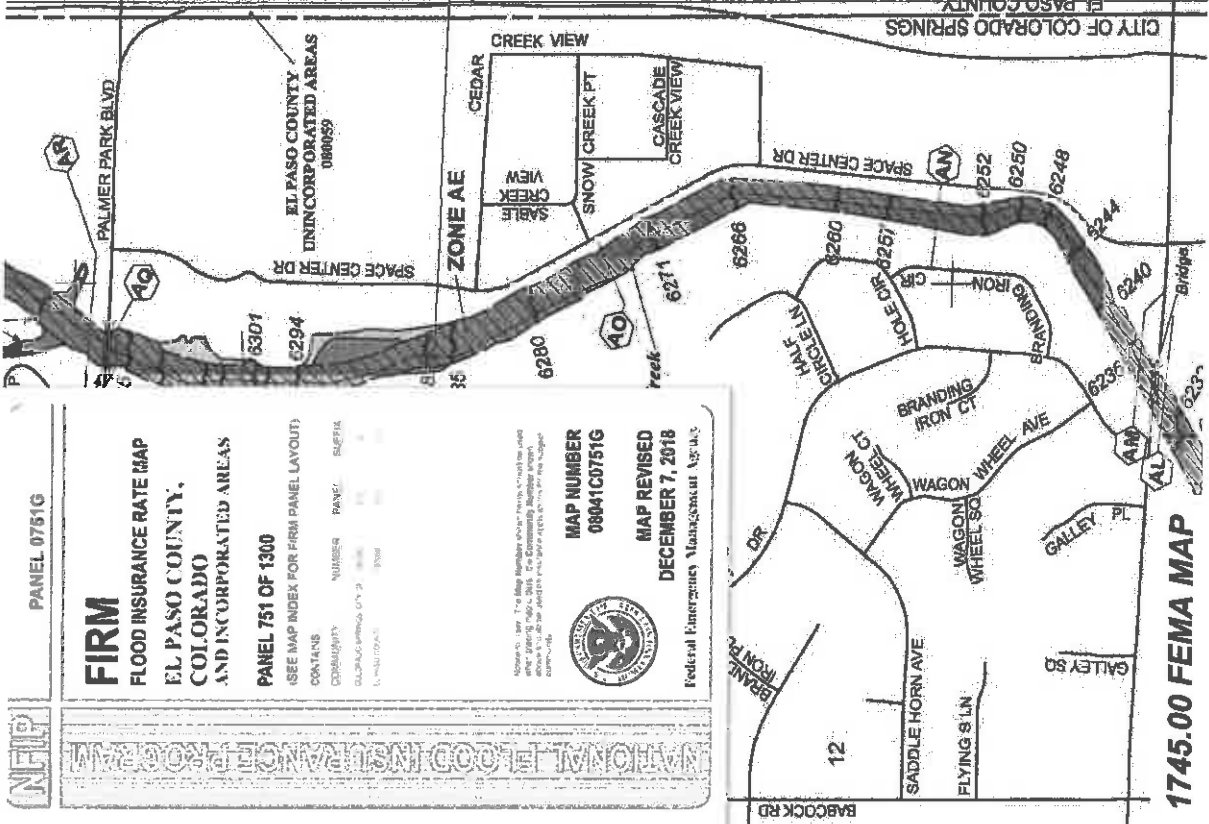 PANEL 0751G
NFIP
NATIONAL FLOOD INSURANCE PROGRAM
FIRM
FLOOD INSURANCE RATE MAP
EL PASO COUNTY,
COLORADO
AND INCORPORATED AREAS
PANEL 751 OF 1300
(SEE MAP INDEX FOR FIRM PANEL LAYOUT)
CONTAINS
COMMUNITY NUMBER PANEL SUFFIX
MAP NUMBER
08041C0751G
MAP REVISED
DECEMBER 7, 2018
Federal Emergency Management Agency
AR
PALMER PARK BLVD
AQ
EL PASO COUNTY
UNINCORPORATED AREAS
080059
SPACE CENTER DR
6301
6294
ZONE AE
CEDAR
CREEK VIEW
SABLE
CREEK
VIEW
SNOW CREEK PT
CASCADE
CREEK VIEW
6280
AO
6271
6266
SPACE CENTER DR
AN
6260
6257
6252
6250
6248
6244
6240
6236
Bridges
AM
AL
CITY OF COLORADO SPRINGS
EL PASO COUNTY
HALF
CIRCLE LN
HOLE CIR
BRANDING
IRON
CIR
BRANDING
IRON CT
WAGON
WHEEL CT
WAGON WHEEL AVE
WAGON
WHEEL SQ
GALLEY PL
GALLEY SQ
DR
IRON PL
SADDLE HORN AVE
FLYING S LN
12
BABCOCK RD
1745.00 FEMA MAP